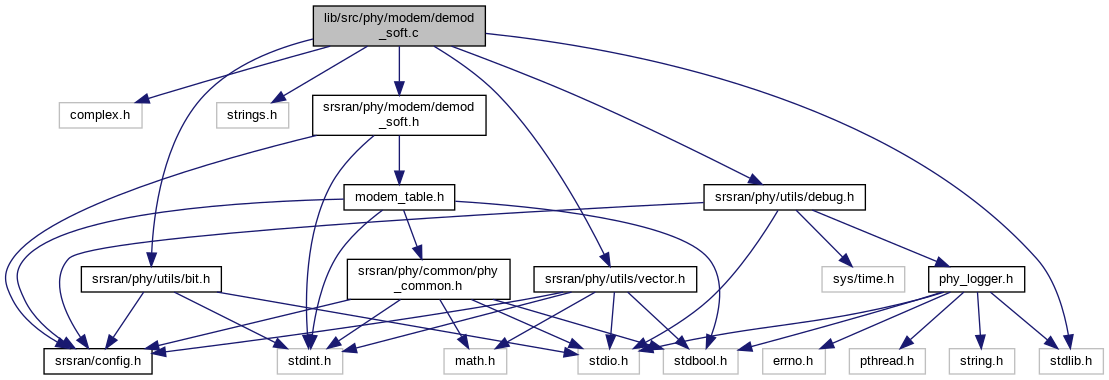 lib/src/phy/modem/demod
_soft.c
complex.h
strings.h
srsran/phy/modem/demod
_soft.h
modem_table.h
srsran/phy/utils/debug.h
srsran/phy/utils/bit.h
srsran/phy/common/phy
_common.h
srsran/phy/utils/vector.h
sys/time.h
phy_logger.h
srsran/config.h
stdint.h
math.h
stdio.h
stdbool.h
errno.h
pthread.h
string.h
stdlib.h